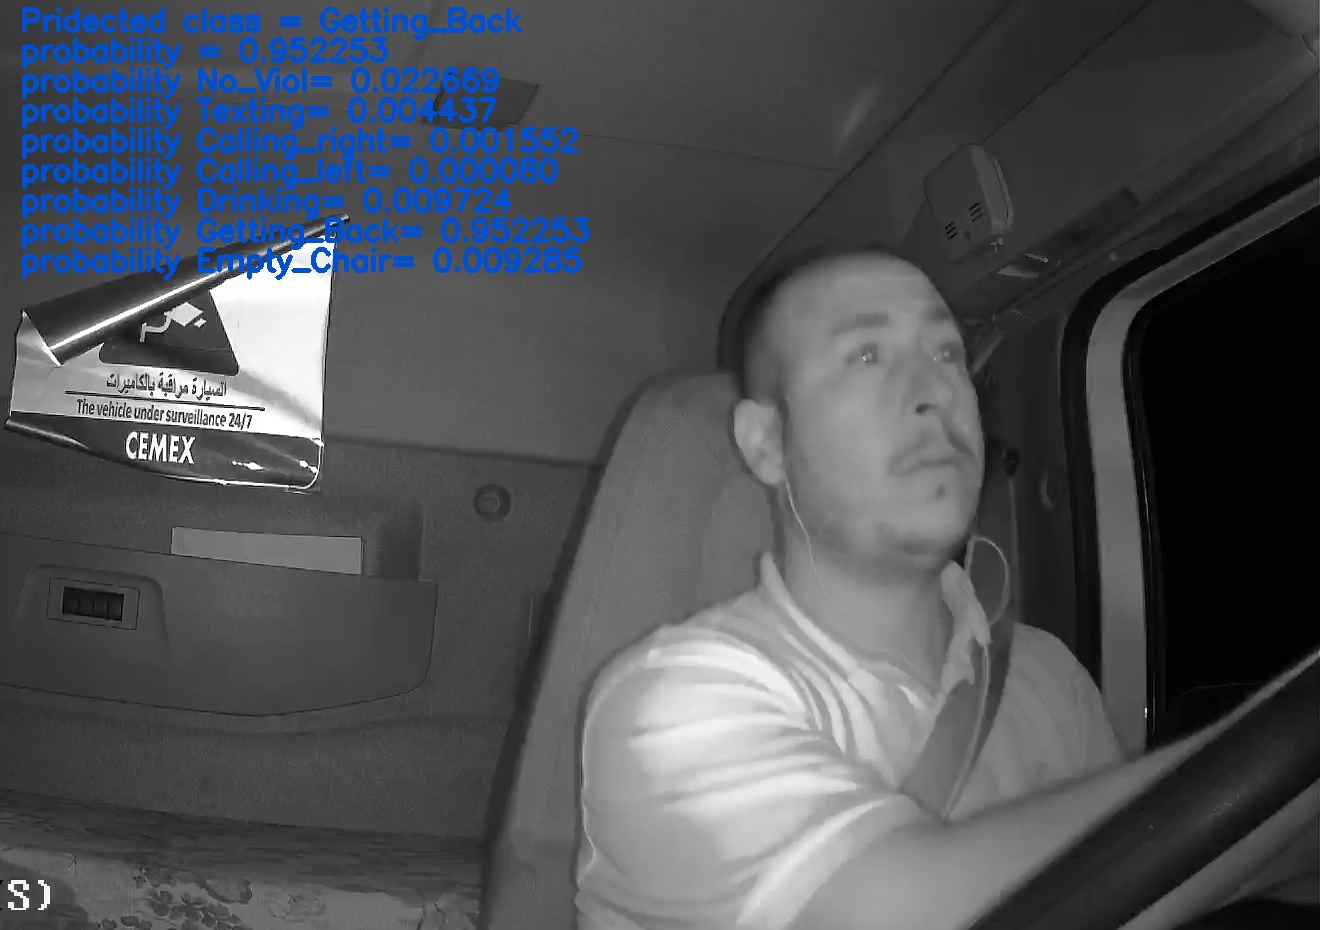 Pridected class = Getting_Back
probability = 0.952253
probability No_Viol= 0.022669
probability Texting= 0.004437
probability Calling_right= 0.001552
probability Calling_left= 0.000080
probability Drinking= 0.009724
probability Getting_Back= 0.952253
probability Empty_Chair= 0.009285
السيارة مراقبة بالكاميرات
The vehicle under surveillance 24/7
CEMEX
S)